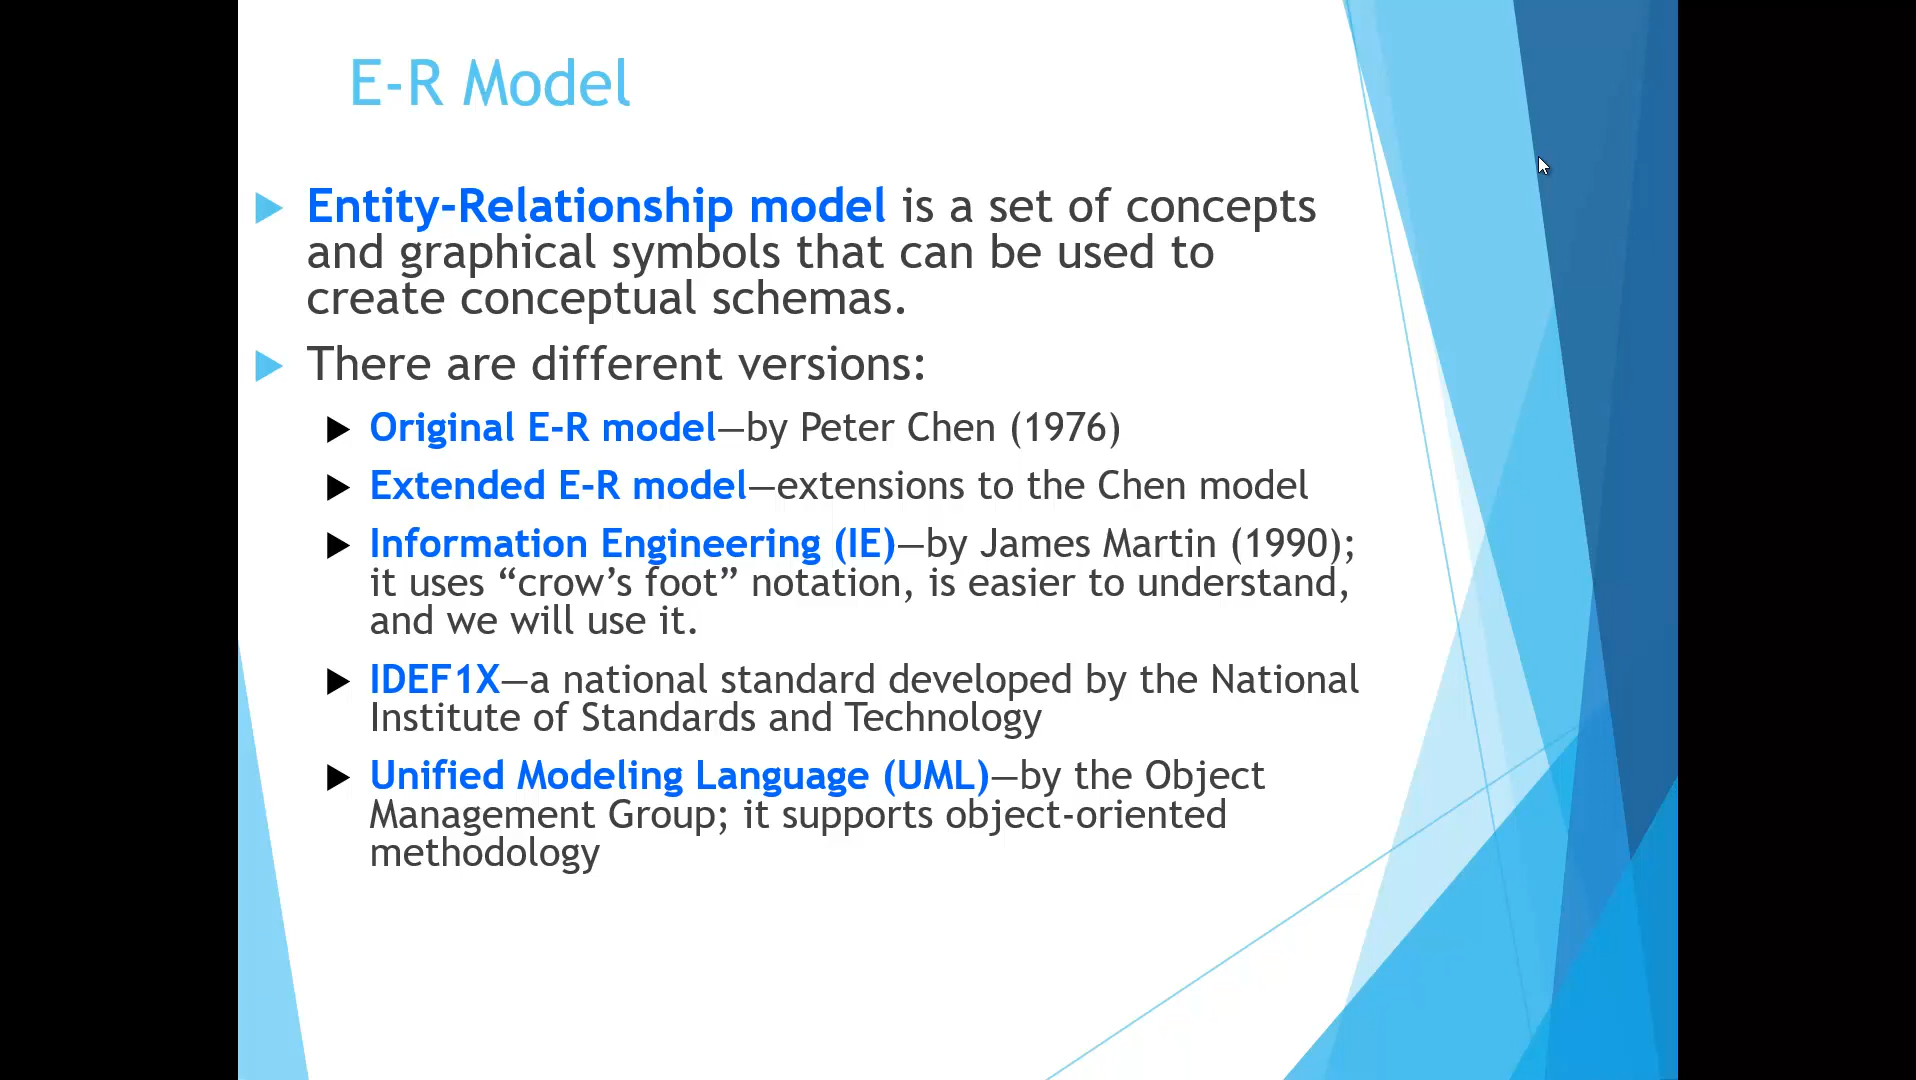 E-R Model
Entity-Relationship model is a set of concepts
and graphical symbols that can be used to
create conceptual schemas.
There are different versions:
Original E-R model—by Peter Chen (1976)
Extended E-R model—extensions to the Chen model
Information Engineering (IE)—by James Martin (1990);
it uses “crow’s foot” notation, is easier to understand,
and we will use it.
IDEF1X—a national standard developed by the National
Institute of Standards and Technology
Unified Modeling Language (UML)—by the Object
Management Group; it supports object-oriented
methodology